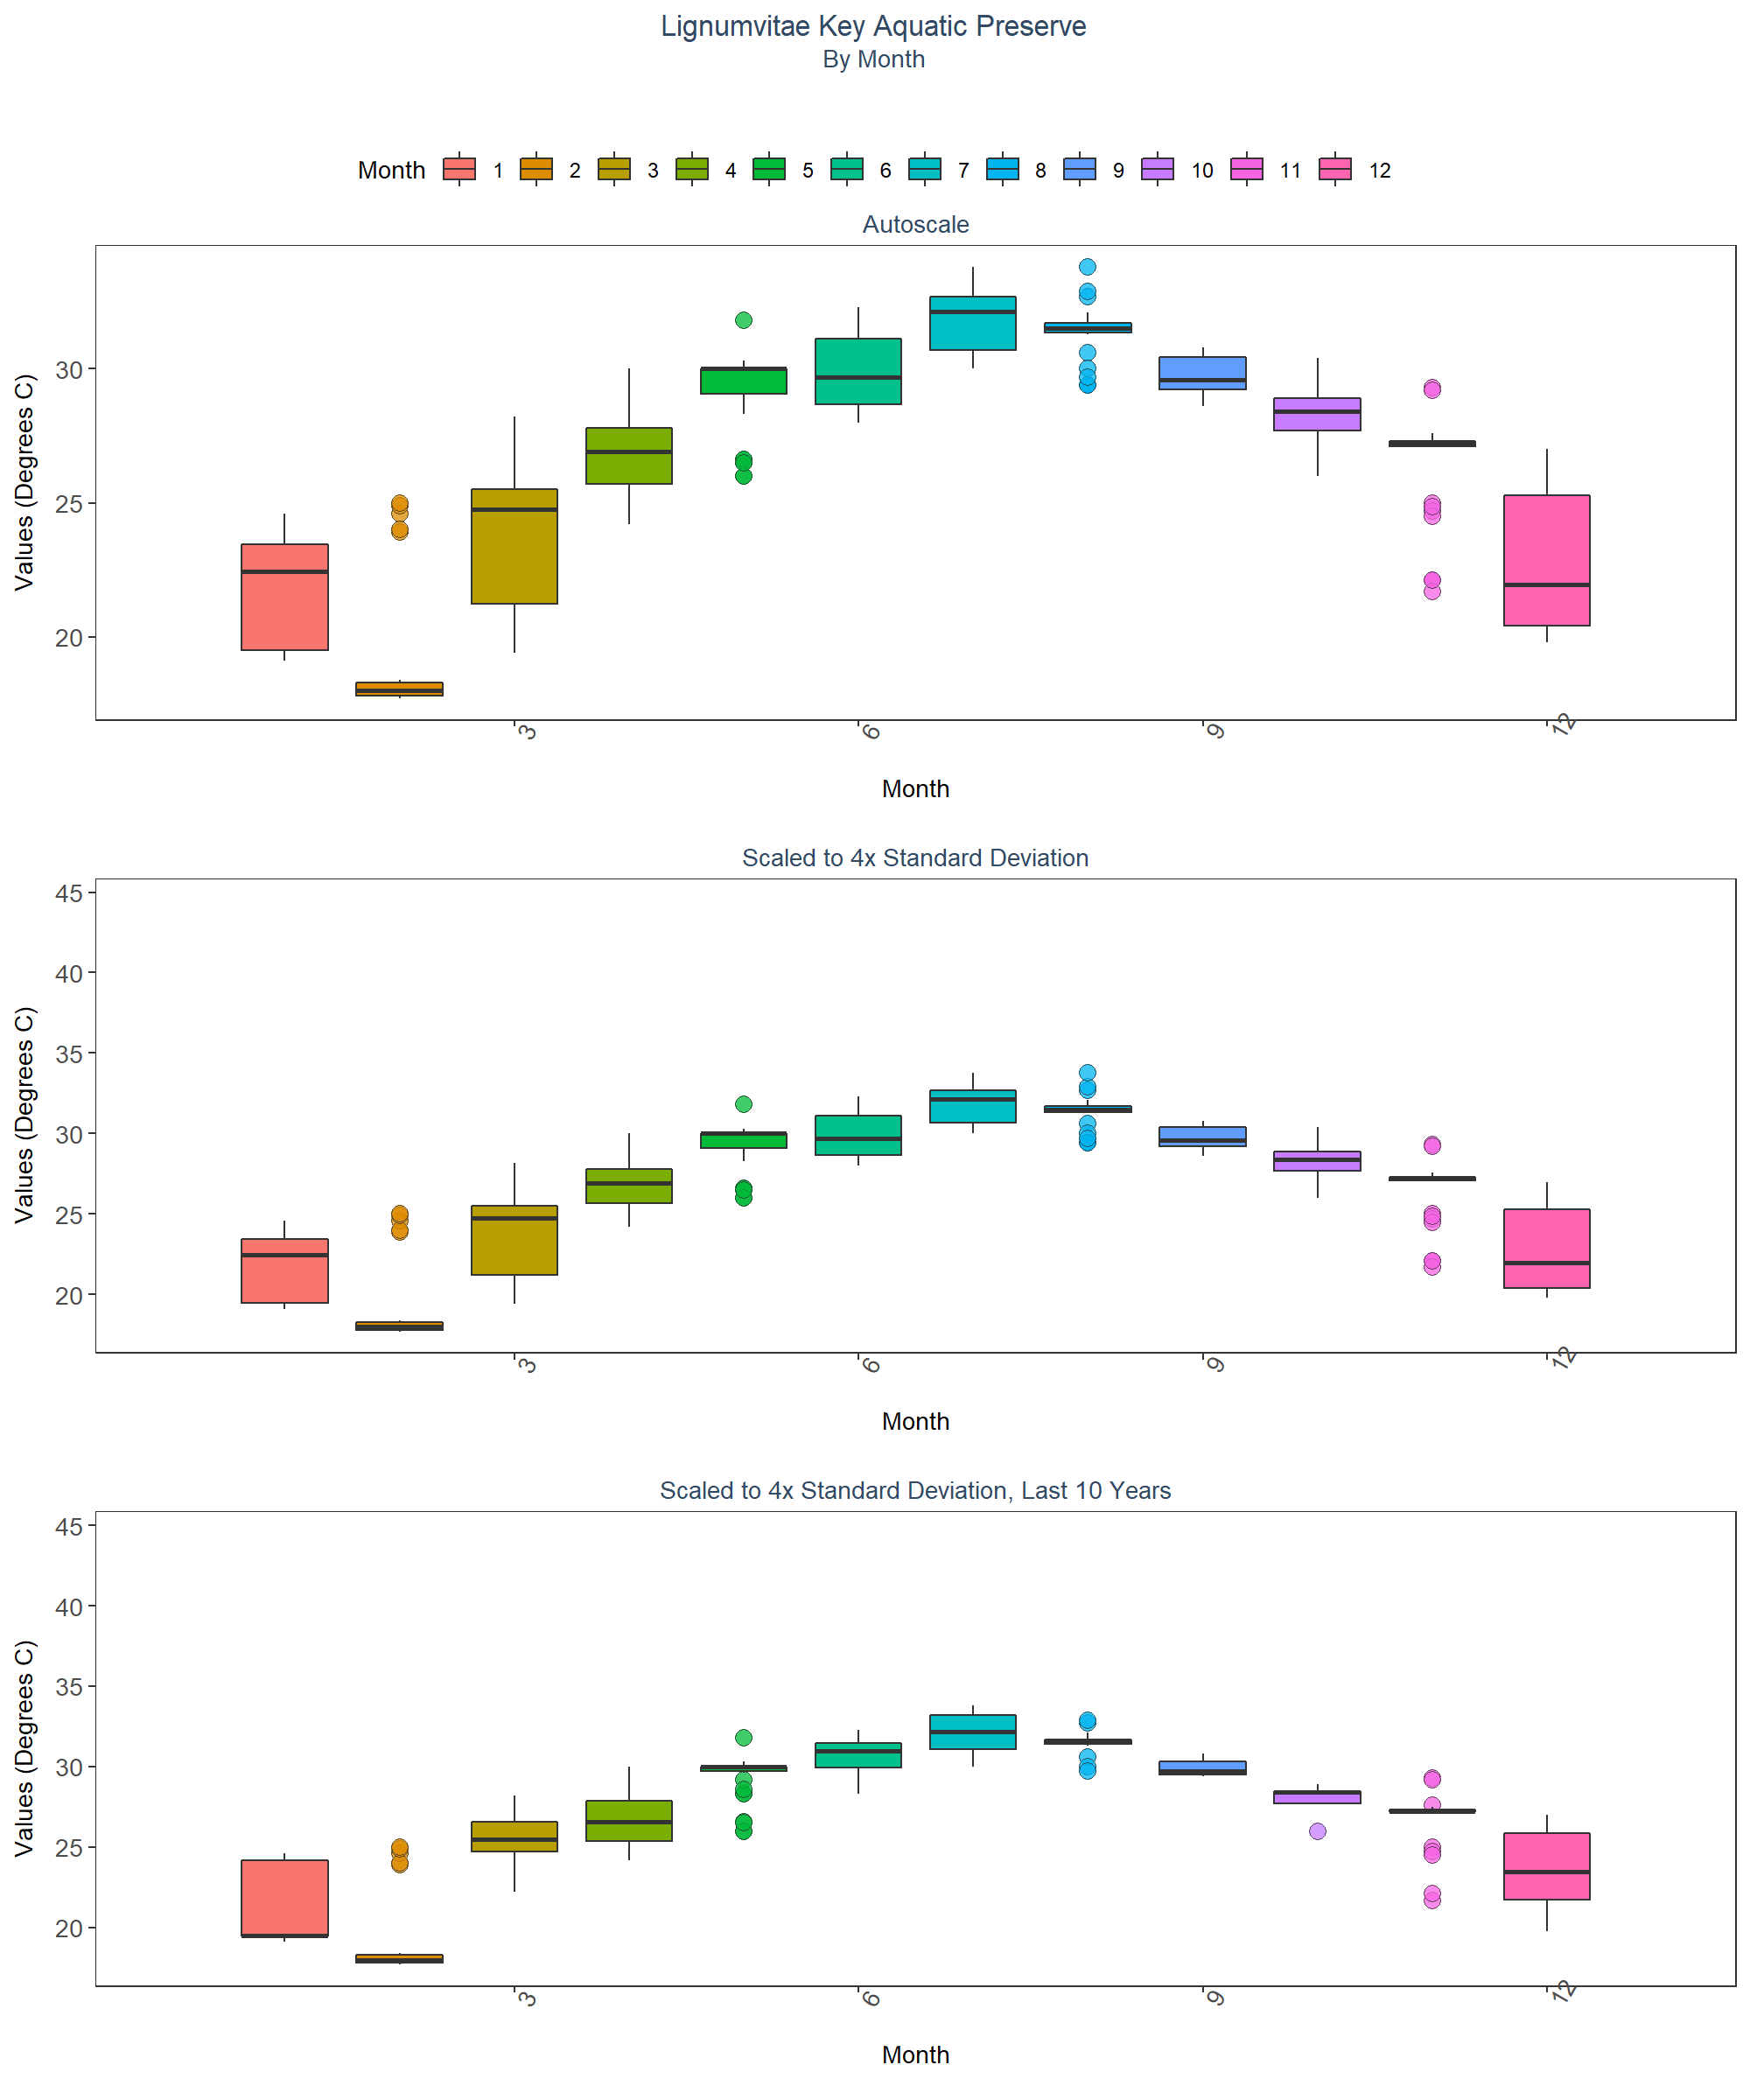 Lignumvitae Key Aquatic Preserve
By Month
Month 1 2 3 4 5 6 7 8 9 10 11 12
Autoscale
Values (Degrees C)
30
25
20
3 6 9 12
Month
Scaled to 4x Standard Deviation
Values (Degrees C)
45
40
35
30
25
20
3 6 9 12
Month
Scaled to 4x Standard Deviation, Last 10 Years
Values (Degrees C)
45
40
35
30
25
20
3 6 9 12
Month